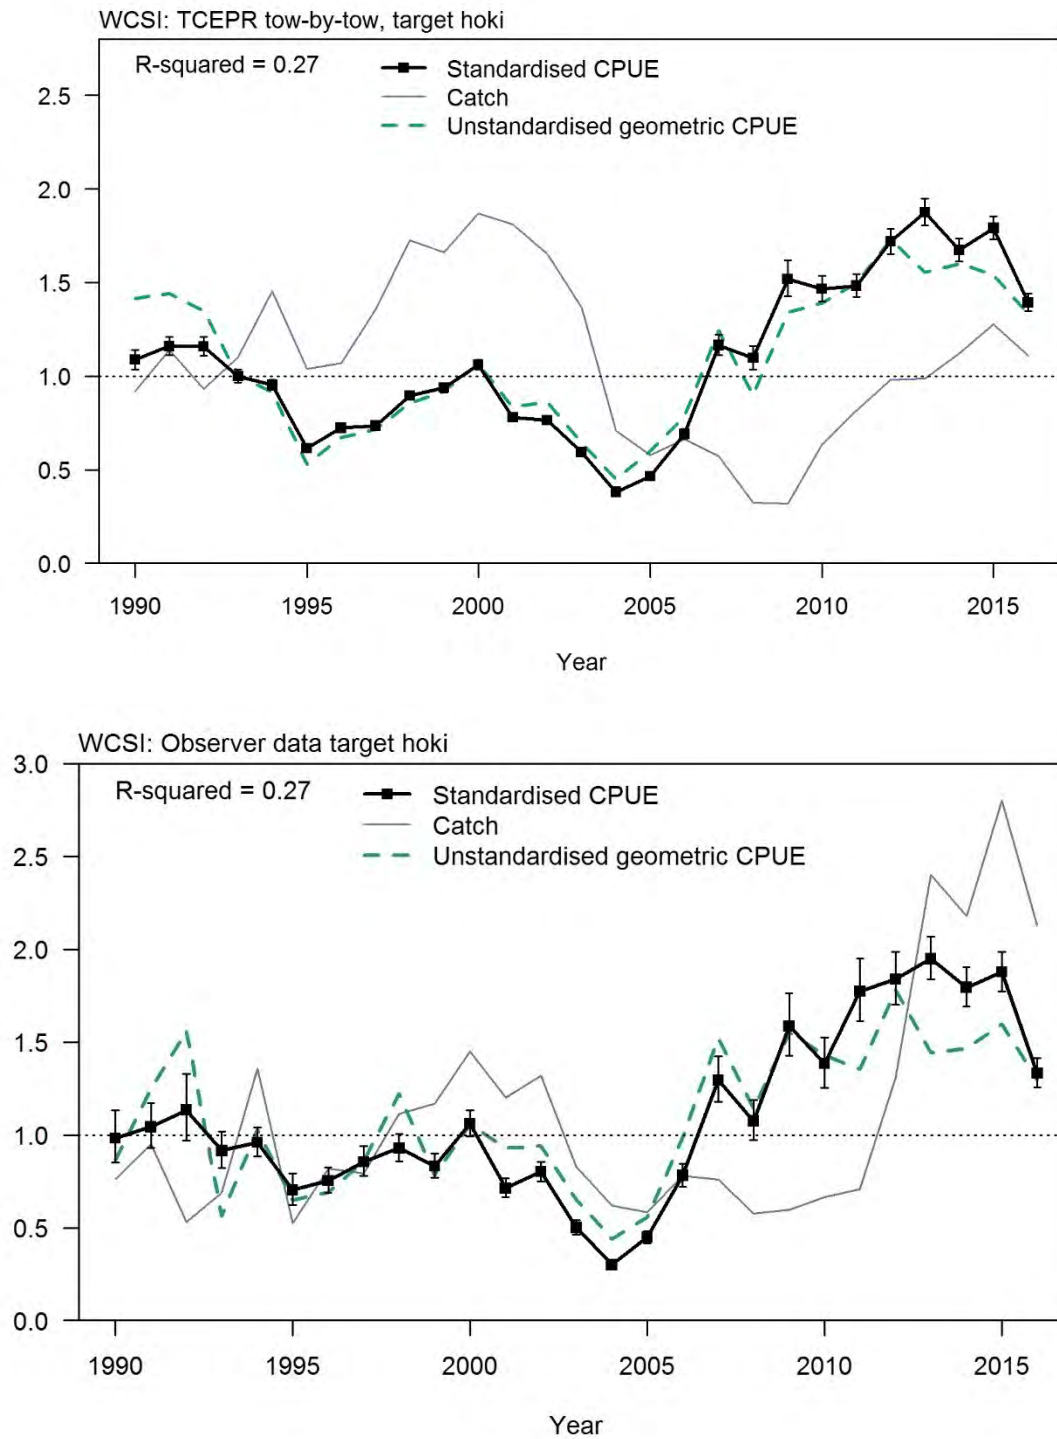 WCSI: TCEPR tow-by-tow, target hoki
R-squared = 0.27
Standardised CPUE
Catch
Unstandardised geometric CPUE
2.5
2.0
1.5
1.0
0.5
0.0
1990 1995 2000 2005 2010 2015
Year
WCSI: Observer data target hoki
3.0
R-squared = 0.27
Standardised CPUE
Catch
Unstandardised geometric CPUE
2.5
2.0
1.5
1.0
0.5
0.0
1990 1995 2000 2005 2010 2015
Year